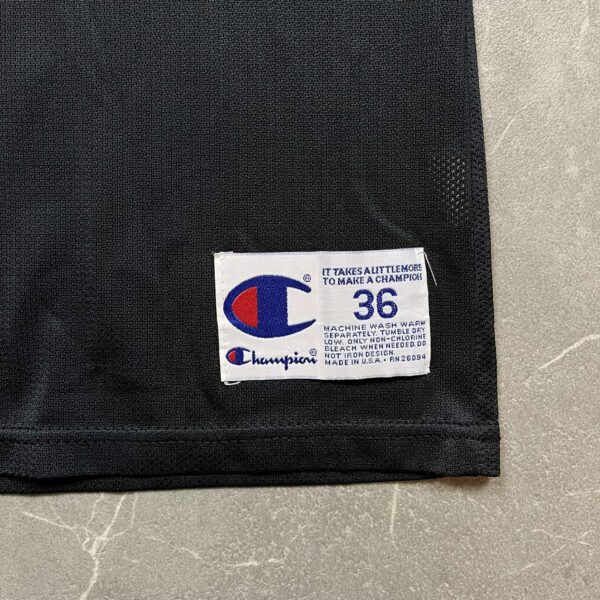 IT TAKES A LITTLE MORE
TO MAKE A CHAMPION
®
36
MACHINE WASH WARM
SEPARATELY. TUMBLE DRY
LOW. ONLY NON-CHLORINE
BLEACH WHEN NEEDED. DO
NOT IRON DESIGN.
MADE IN U.S.A. • RN 26094
Champion®